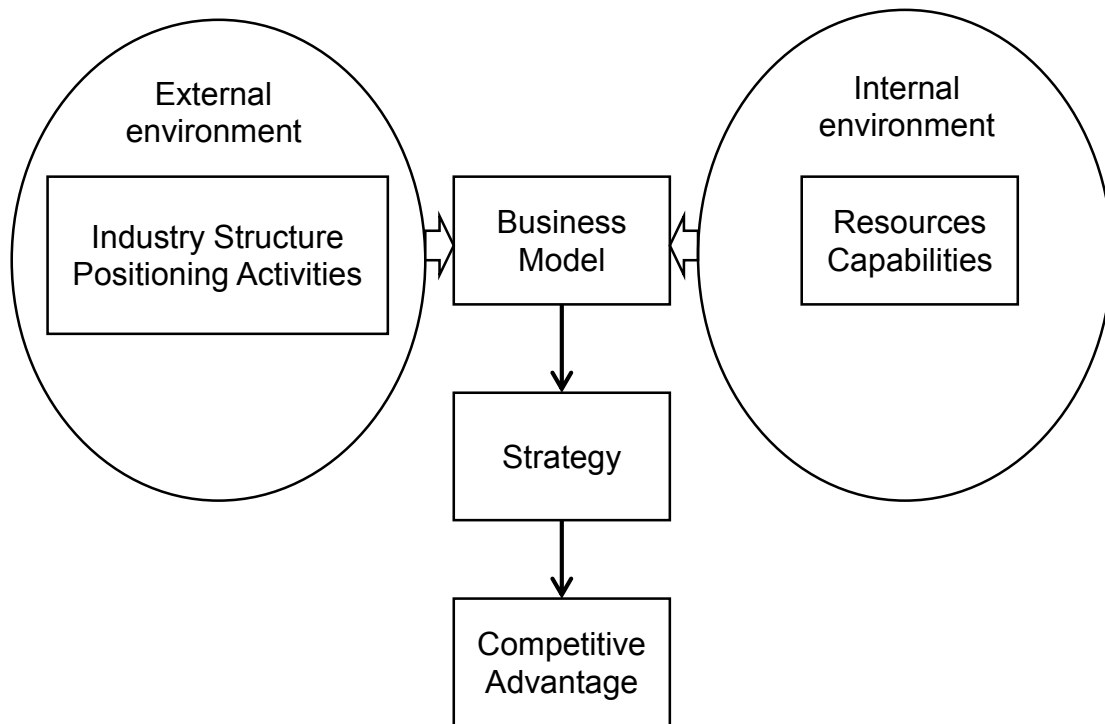 External
environment
Industry Structure
Positioning Activities
Business
Model
Internal
environment
Resources
Capabilities
Strategy
Competitive
Advantage